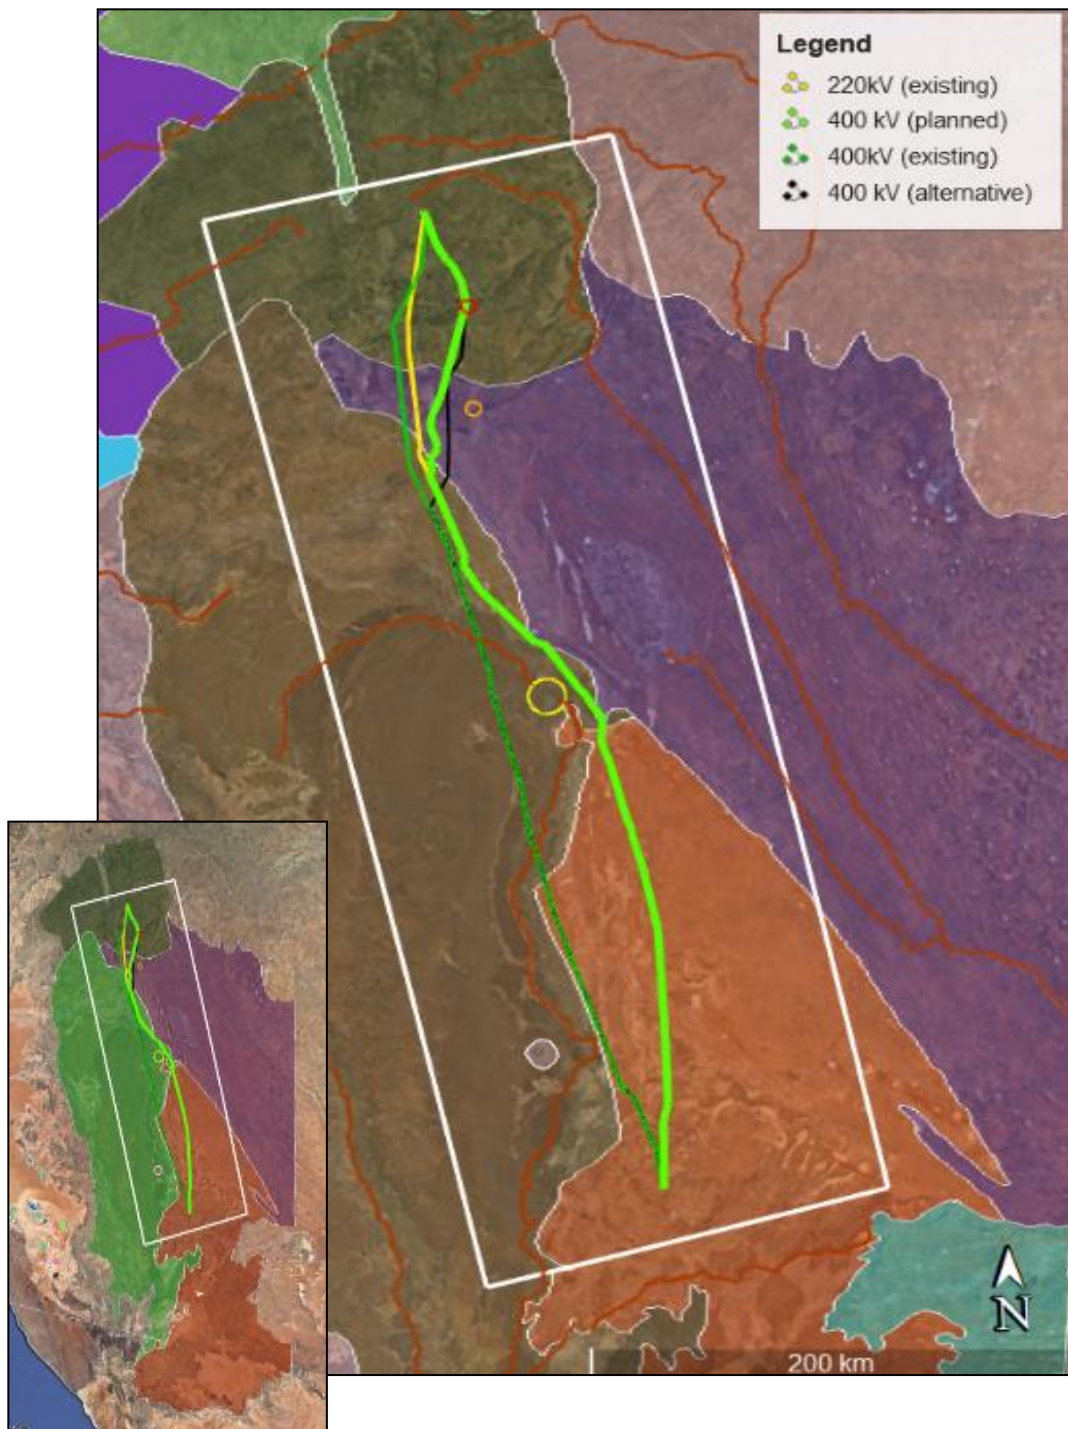 Legend
220kV (existing)
400 kV (planned)
400kV (existing)
400 kV (alternative)
N
200 km